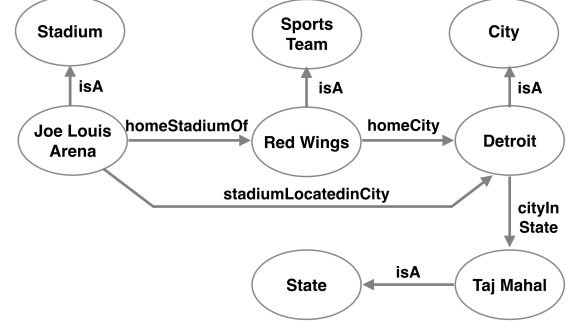 Stadium
Sports
Team
City
isA
isA
isA
Joe Louis
Arena
homeStadiumOf
Red Wings
homeCity
Detroit
stadiumLocatedinCity
cityIn
State
State
isA
Taj Mahal